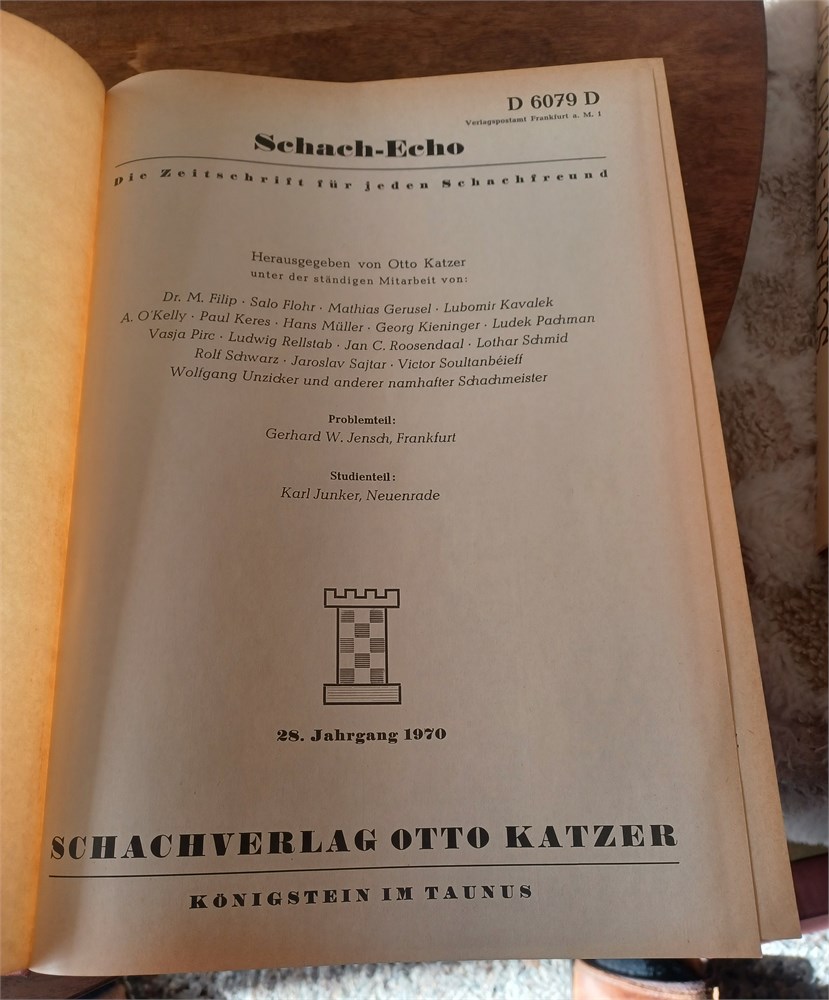 D 6079 D
Verlagspostamt Frankfurt a. M. 1
Schach-Echo
Die Zeitschrift für jeden Schachfreund
Herausgegeben von Otto Katzer
unter der ständigen Mitarbeit von:
Dr. M. Filip · Salo Flohr · Mathias Gerusel · Lubomir Kavalek
A. O'Kelly · Paul Keres · Hans Müller · Georg Kieninger · Ludek Pachman
Vasja Pirc · Ludwig Rellstab · Jan C. Roosendaal · Lothar Schmid
Rolf Schwarz · Jaroslav Sajtar · Victor Soultanbéieff
Wolfgang Unzicker und anderer namhafter Schachmeister
Problemteil:
Gerhard W. Jensch, Frankfurt
Studienteil:
Karl Junker, Neuenrade
28. Jahrgang 1970
SCHACHVERLAG OTTO KATZER
KÖNIGSTEIN IM TAUNUS